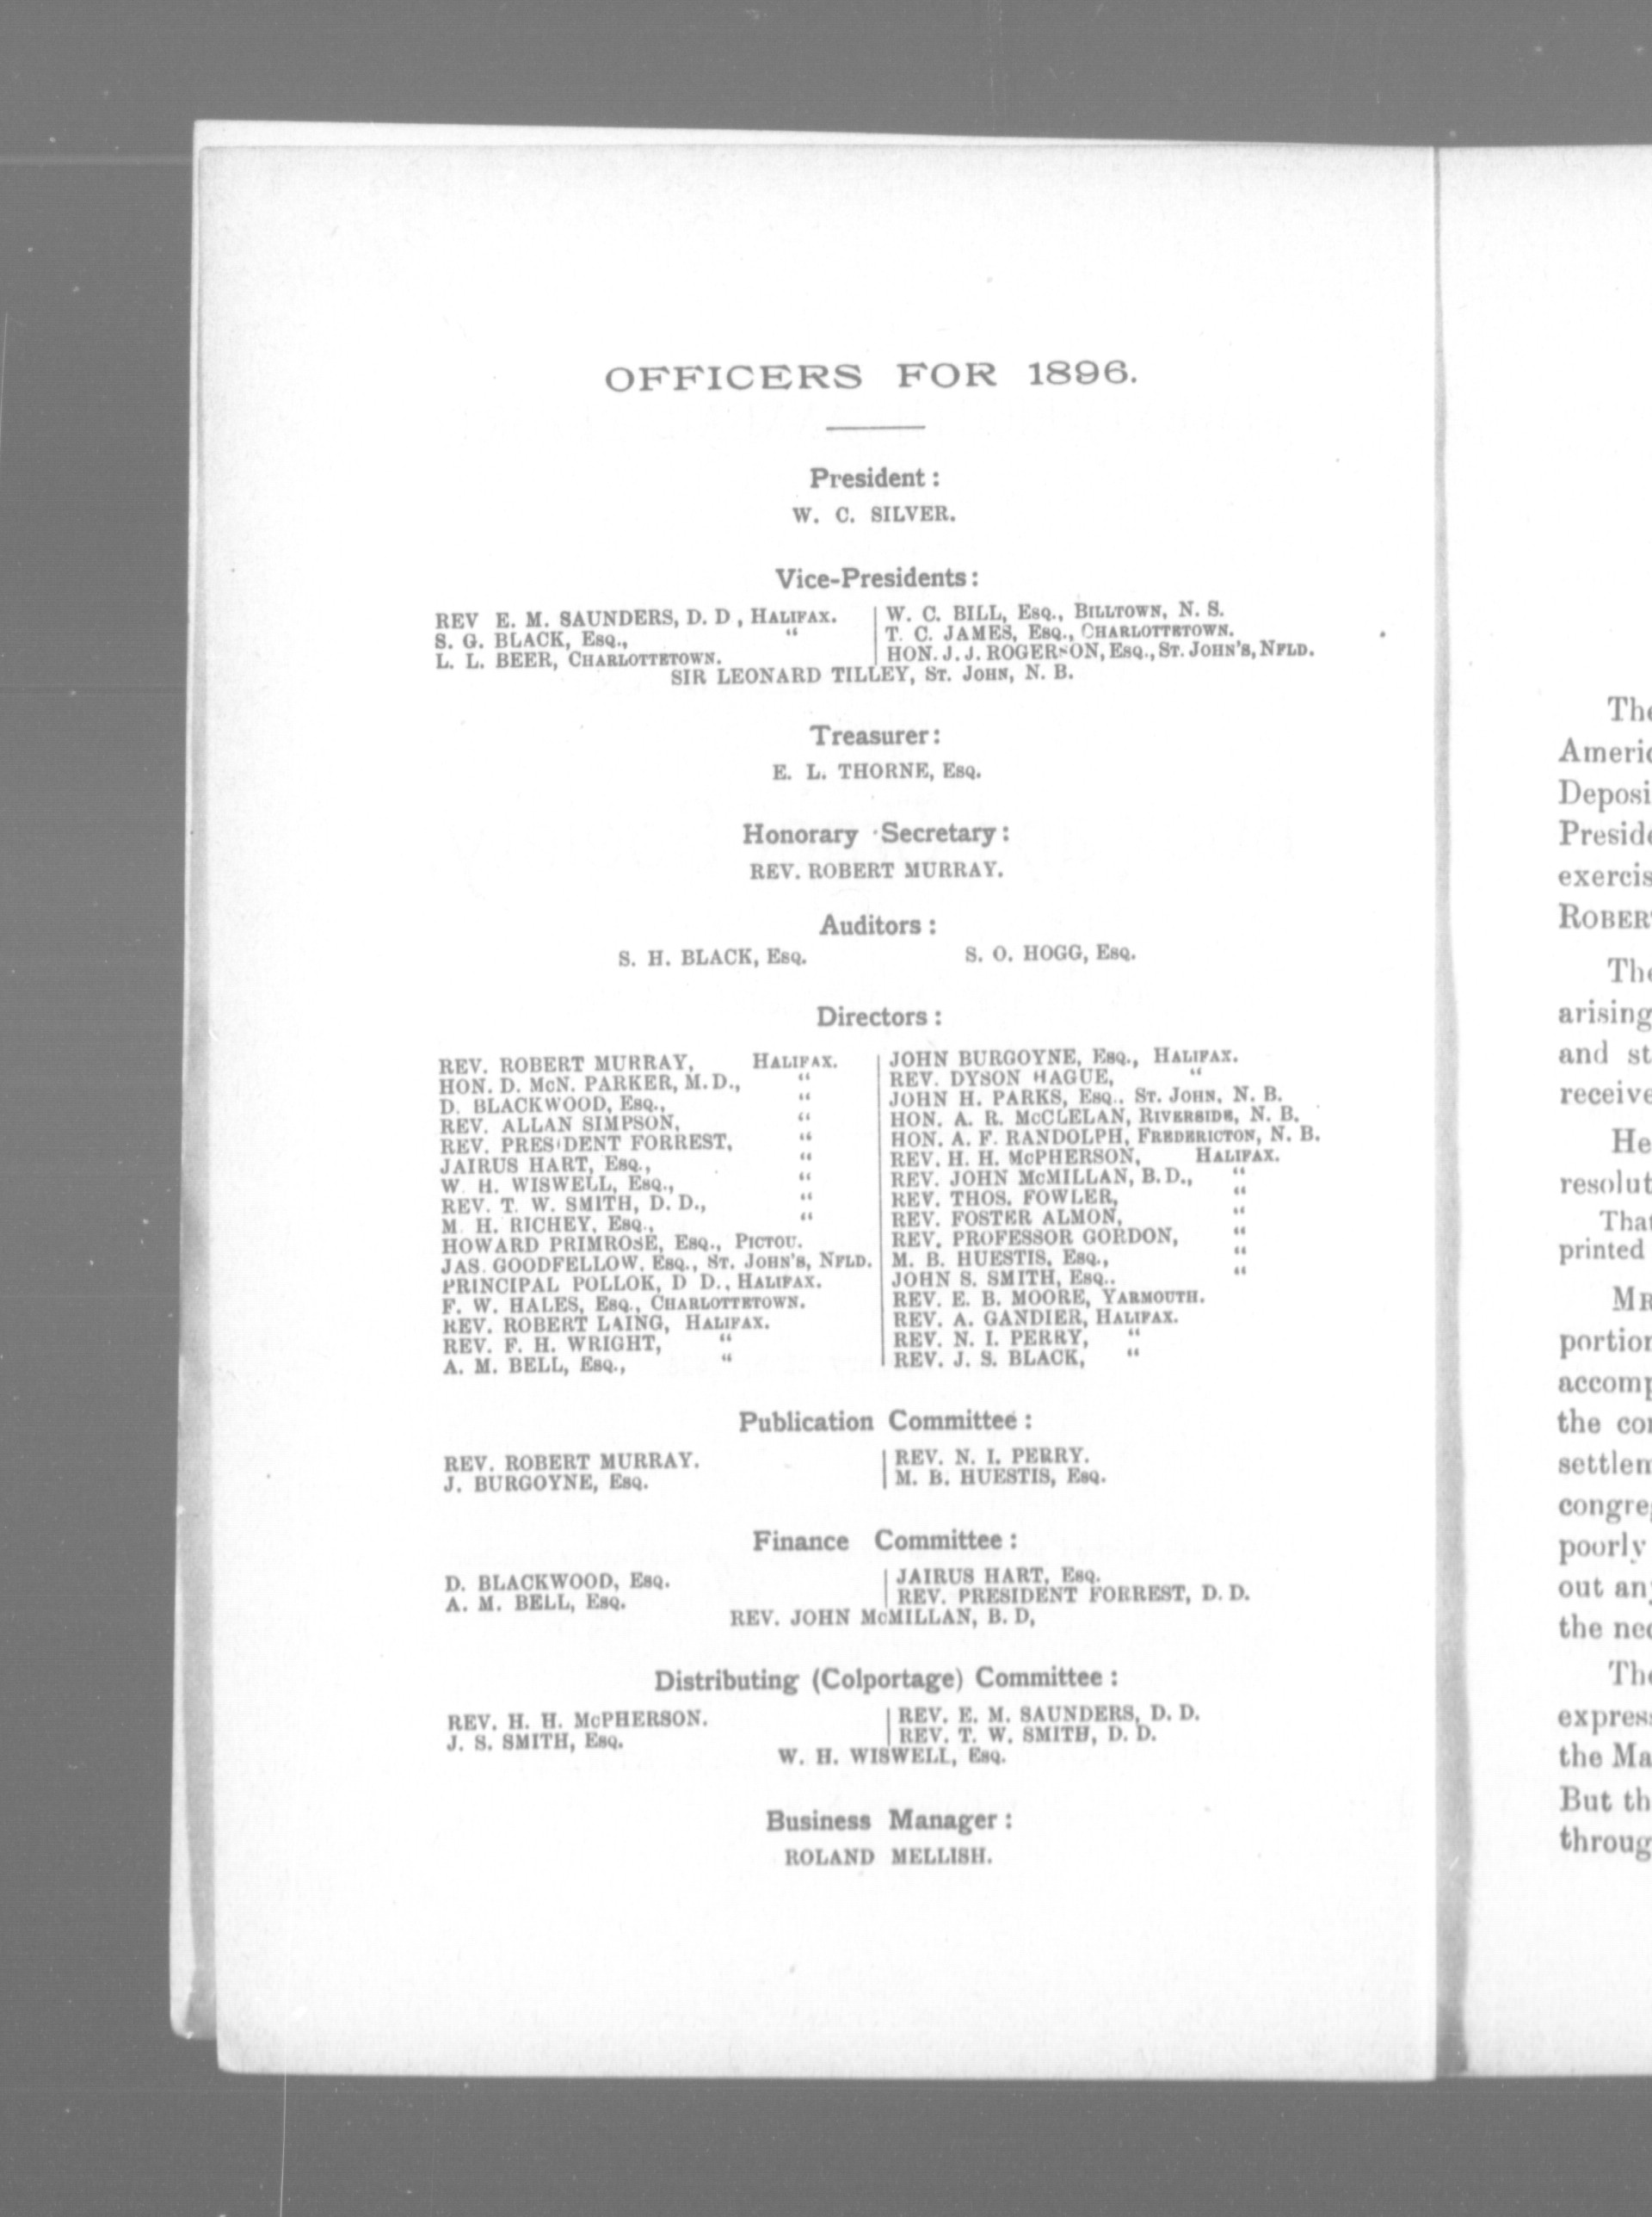 OFFICERS FOR 1896.
President:
W. C. SILVER.
Vice-Presidents:
REV E. M. SAUNDERS, D. D, HALIFAX.
S. G. BLACK, ESQ., "
L. L. BEER, CHARLOTTETOWN.
W. C. BILL, ESQ., BILLTOWN, N. S.
T. C. JAMES, ESQ., CHARLOTTETOWN.
HON. J. J. ROGERSON, ESQ., ST. JOHN'S, NFLD.
SIR LEONARD TILLEY, ST. JOHN, N. B.
Treasurer:
E. L. THORNE, ESQ.
Honorary Secretary:
REV. ROBERT MURRAY.
Auditors:
S. H. BLACK, ESQ. S. O. HOGG, ESQ.
Directors:
REV. ROBERT MURRAY, HALIFAX.
HON. D. McN. PARKER, M.D., "
D. BLACKWOOD, ESQ., "
REV. ALLAN SIMPSON, "
REV. PRESIDENT FORREST, "
JAIRUS HART, ESQ., "
W. H. WISWELL, ESQ., "
REV. T. W. SMITH, D. D., "
M. H. RICHEY, ESQ., "
HOWARD PRIMROSE, ESQ., PICTOU.
JAS. GOODFELLOW, ESQ., ST. JOHN'S, NFLD.
PRINCIPAL POLLOK, D D., HALIFAX.
F. W. HALES, ESQ., CHARLOTTETOWN.
REV. ROBERT LAING, HALIFAX.
REV. F. H. WRIGHT, "
A. M. BELL, ESQ., "
JOHN BURGOYNE, ESQ., HALIFAX.
REV. DYSON HAGUE, "
JOHN H. PARKS, ESQ., ST. JOHN, N. B.
HON. A. R. McCLELAN, RIVERSIDE, N. B.
HON. A. F. RANDOLPH, FREDERICTON, N. B.
REV. H. H. McPHERSON, HALIFAX.
REV. JOHN McMILLAN, B. D., "
REV. THOS. FOWLER, "
REV. FOSTER ALMON, "
REV. PROFESSOR GORDON, "
M. B. HUESTIS, ESQ., "
JOHN S. SMITH, ESQ.. "
REV. E. B. MOORE, YARMOUTH.
REV. A. GANDIER, HALIFAX.
REV. N. I. PERRY, "
REV. J. S. BLACK, "
Publication Committee:
REV. ROBERT MURRAY.
J. BURGOYNE, ESQ.
REV. N. I. PERRY.
M. B. HUESTIS, ESQ.
Finance Committee:
D. BLACKWOOD, ESQ.
A. M. BELL, ESQ.
JAIRUS HART, ESQ.
REV. PRESIDENT FORREST, D. D.
REV. JOHN McMILLAN, B. D,
Distributing (Colportage) Committee:
REV. H. H. McPHERSON.
J. S. SMITH, ESQ.
REV. E. M. SAUNDERS, D. D.
REV. T. W. SMITH, D. D.
W. H. WISWELL, ESQ.
Business Manager:
ROLAND MELLISH.
arising
and
He
printed
the
out
the
the
But